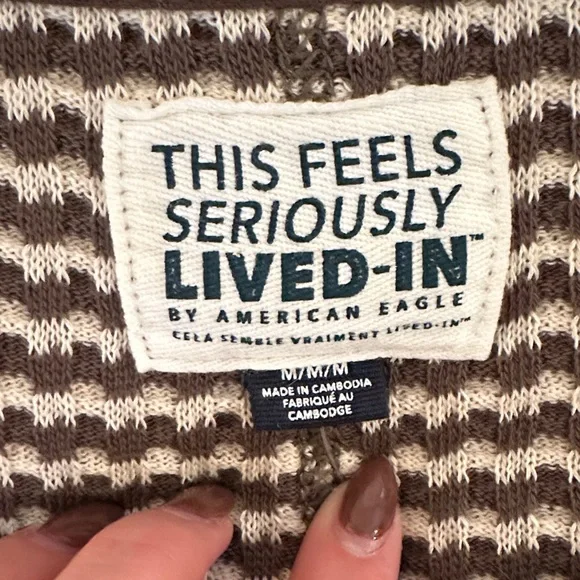 THIS FEELS
SERIOUSLY
LIVED-IN™
BY AMERICAN EAGLE
CELA SEMBLE VRAIMENT LIVED-IN™
M/M/M
MADE IN CAMBODIA
FABRIQUÉ AU
CAMBODGE